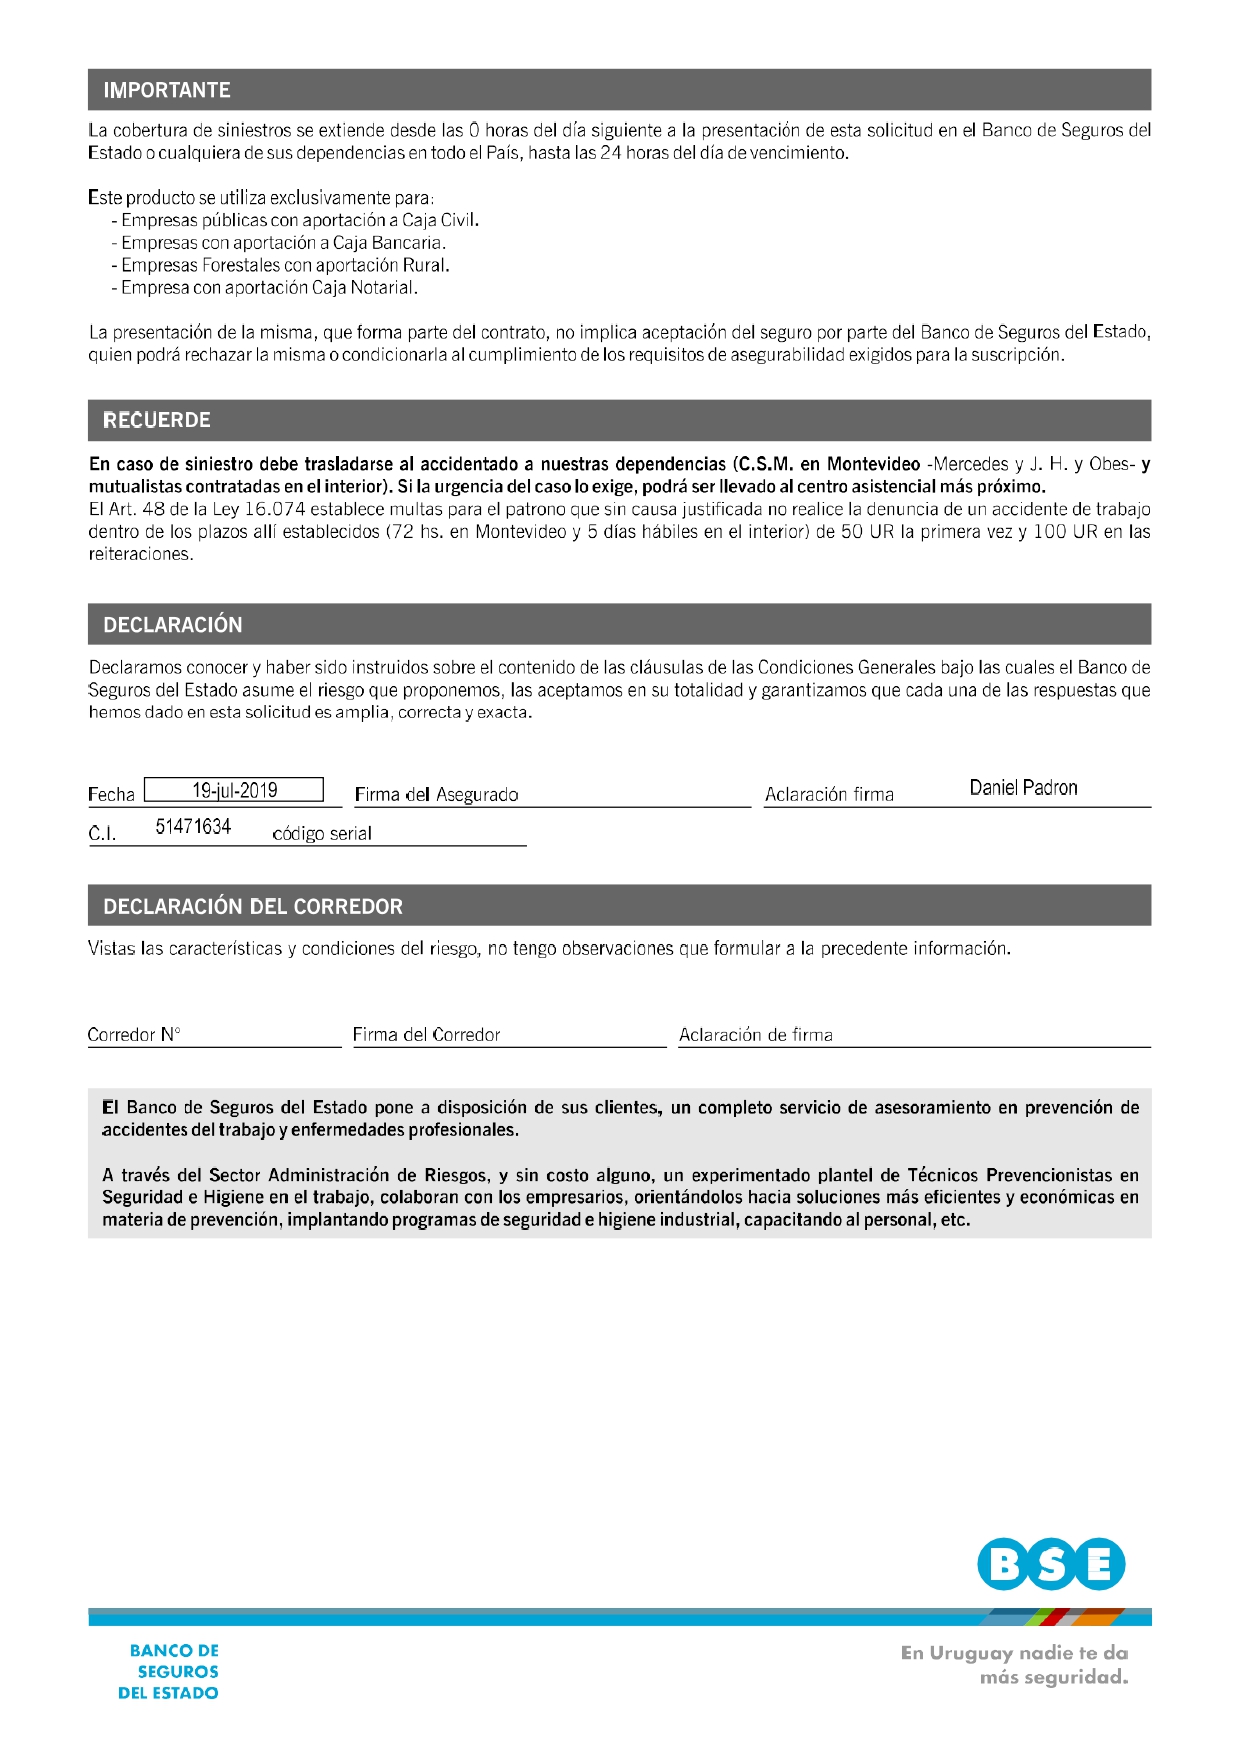 IMPORTANTE
La cobertura de siniestros se extiende desde las 0 horas del día siguiente a la presentación de esta solicitud en el Banco de Seguros del
Estado o cualquiera de sus dependencias en todo el País, hasta las 24 horas del día de vencimiento.
Este producto se utiliza exclusivamente para:
- Empresas públicas con aportación a Caja Civil.
- Empresas con aportación a Caja Bancaria.
- Empresas Forestales con aportación Rural.
- Empresa con aportación Caja Notarial.
La presentación de la misma, que forma parte del contrato, no implica aceptación del seguro por parte del Banco de Seguros del Estado,
quien podrá rechazar la misma o condicionarla al cumplimiento de los requisitos de asegurabilidad exigidos para la suscripción.
RECUERDE
En caso de siniestro debe trasladarse al accidentado a nuestras dependencias (C.S.M. en Montevideo -Mercedes y J. H. y Obes- y
mutualistas contratadas en el interior). Si la urgencia del caso lo exige, podrá ser llevado al centro asistencial más próximo.
El Art. 48 de la Ley 16.074 establece multas para el patrono que sin causa justificada no realice la denuncia de un accidente de trabajo
dentro de los plazos allí establecidos (72 hs. en Montevideo y 5 días hábiles en el interior) de 50 UR la primera vez y 100 UR en las
reiteraciones.
DECLARACIÓN
Declaramos conocer y haber sido instruidos sobre el contenido de las cláusulas de las Condiciones Generales bajo las cuales el Banco de
Seguros del Estado asume el riesgo que proponemos, las aceptamos en su totalidad y garantizamos que cada una de las respuestas que
hemos dado en esta solicitud es amplia, correcta y exacta.
Fecha 19-jul-2019 Firma del Asegurado Aclaración firma Daniel Padron
C.I. 51471634 código serial
DECLARACIÓN DEL CORREDOR
Vistas las características y condiciones del riesgo, no tengo observaciones que formular a la precedente información.
Corredor N° Firma del Corredor Aclaración de firma
El Banco de Seguros del Estado pone a disposición de sus clientes, un completo servicio de asesoramiento en prevención de
accidentes del trabajo y enfermedades profesionales.
A través del Sector Administración de Riesgos, y sin costo alguno, un experimentado plantel de Técnicos Prevencionistas en
Seguridad e Higiene en el trabajo, colaboran con los empresarios, orientándolos hacia soluciones más eficientes y económicas en
materia de prevención, implantando programas de seguridad e higiene industrial, capacitando al personal, etc.
BSE
BANCO DE
SEGUROS
DEL ESTADO
En Uruguay nadie te da
más seguridad.